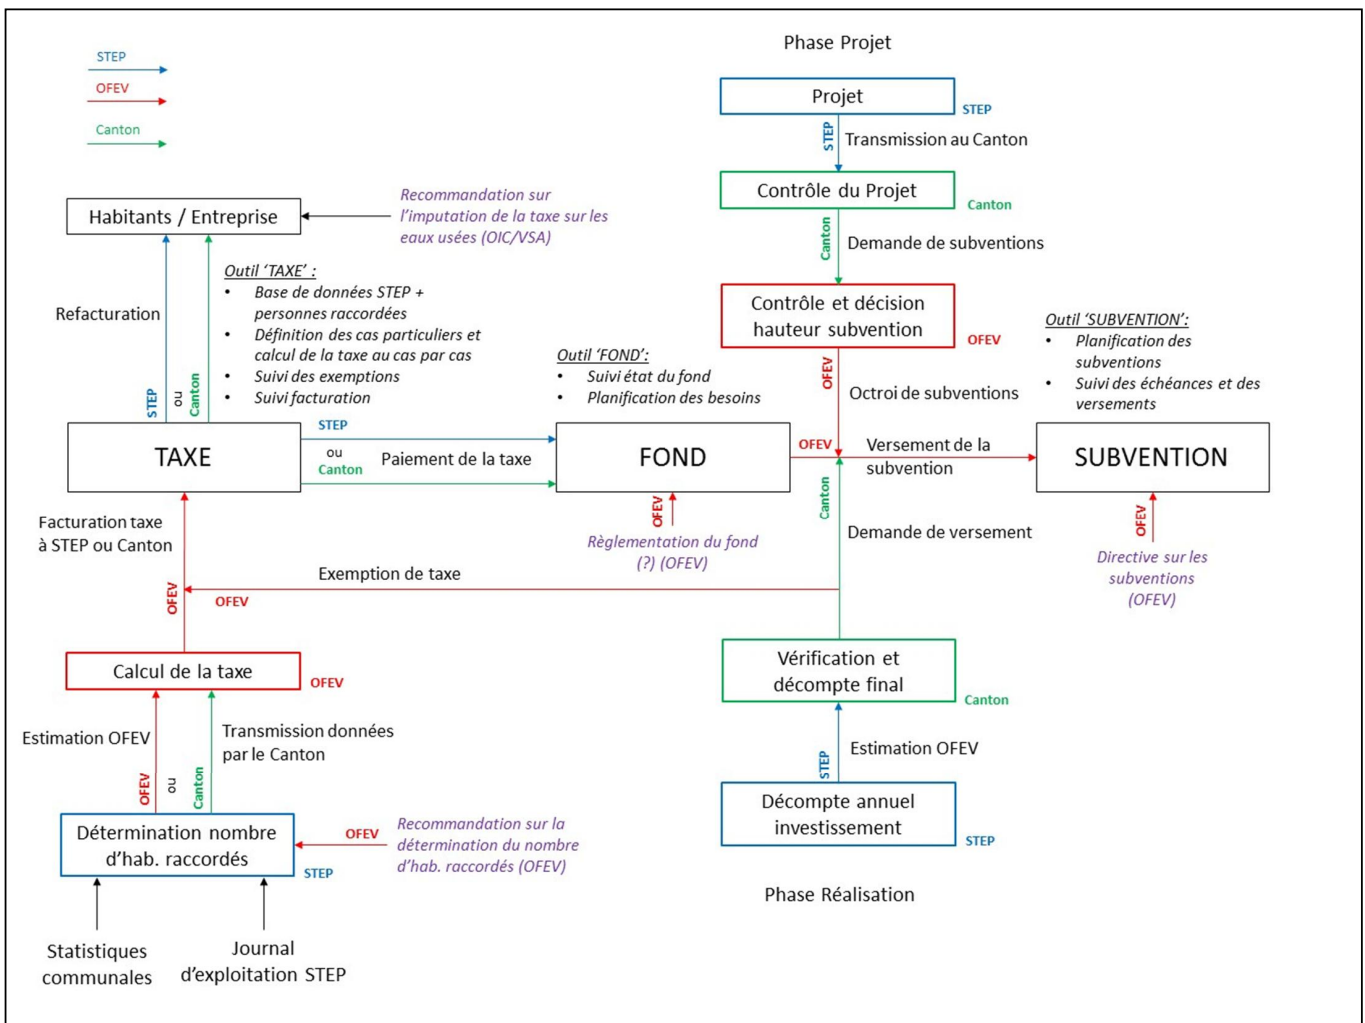 STEP
OFEV
Canton
Phase Projet
Projet
STEP
STEP
Transmission au Canton
Contrôle du Projet
Canton
Canton
Demande de subventions
Contrôle et décision
hauteur subvention
OFEV
OFEV
Octroi de subventions
Habitants / Entreprise
Recommandation sur
l’imputation de la taxe sur les
eaux usées (OIC/VSA)
Refacturation
STEP
ou
Canton
Outil ‘TAXE’ :
• Base de données STEP +
personnes raccordées
• Définition des cas particuliers et
calcul de la taxe au cas par cas
• Suivi des exemptions
• Suivi facturation
Outil ‘FOND’:
• Suivi état du fond
• Planification des besoins
Outil ‘SUBVENTION’:
• Planification des
subventions
• Suivi des échéances et des
versements
TAXE
STEP
ou
Canton
Paiement de la taxe
FOND
OFEV
Versement de la
subvention
SUBVENTION
Facturation taxe
à STEP ou Canton
OFEV
OFEV
Règlementation du fond
(?) (OFEV)
Canton
Demande de versement
OFEV
Directive sur les
subventions
(OFEV)
Exemption de taxe
OFEV
Calcul de la taxe
OFEV
Vérification et
décompte final
Canton
Estimation OFEV
OFEV
ou
Canton
Transmission données
par le Canton
STEP
Estimation OFEV
Détermination nombre
d’hab. raccordés
STEP
OFEV
Recommandation sur la
détermination du nombre
d’hab. raccordés (OFEV)
Décompte annuel
investissement
STEP
Phase Réalisation
Statistiques
communales
Journal
d’exploitation STEP